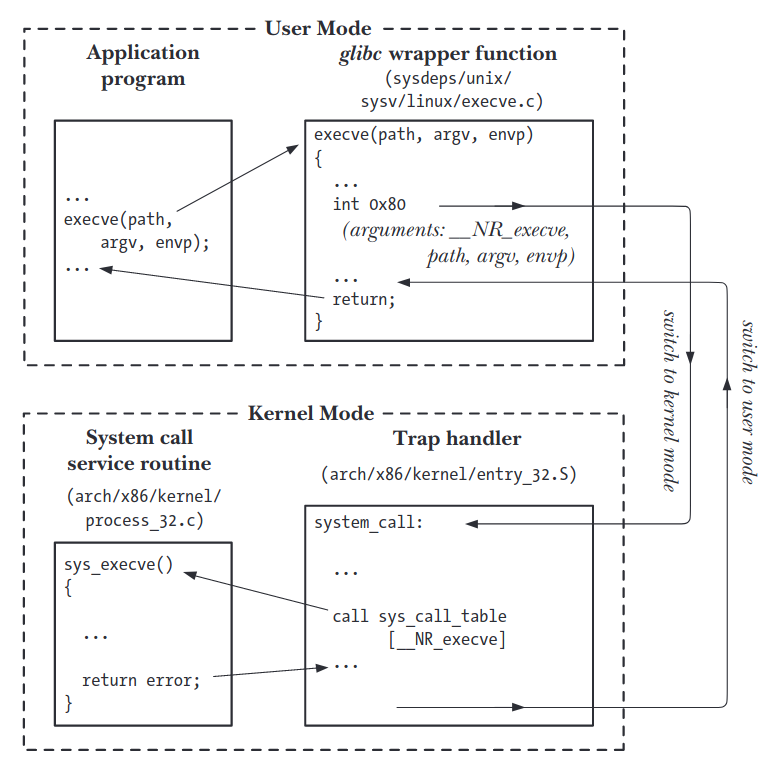 User Mode
Application
program
glibc wrapper function
(sysdeps/unix/
sysv/linux/execve.c)
...
execve(path,
argv, envp);
...
execve(path, argv, envp)
{
...
int 0x80
(arguments: __NR_execve,
path, argv, envp)
...
return;
}
switch to kernel mode
switch to user mode
Kernel Mode
System call
service routine
(arch/x86/kernel/
process_32.c)
Trap handler
(arch/x86/kernel/entry_32.S)
sys_execve()
{
...
return error;
}
system_call:
...
call sys_call_table
[__NR_execve]
...